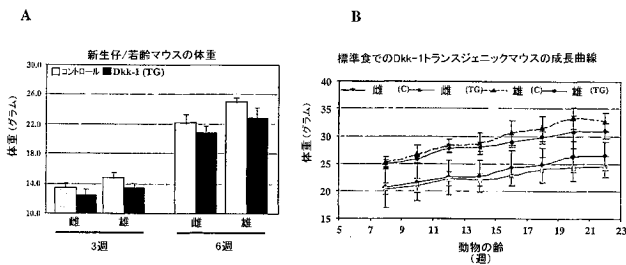 A
新生仔/若齢マウスの体重
コントロール Dkk-1 (TG)
体重(グラム)
30.0
26.0
22.0
18.0
14.0
10.0
雌 雄 雌 雄
3週 6週
B
標準食でのDkk-1トランスジェニックマウスの成長曲線
雌 (C) 雌 (TG) 雄 (C) 雄 (TG)
体重(グラム)
40
35
30
25
20
15
5 7 9 11 13 15 17 19 21 23
動物の齢
(週)